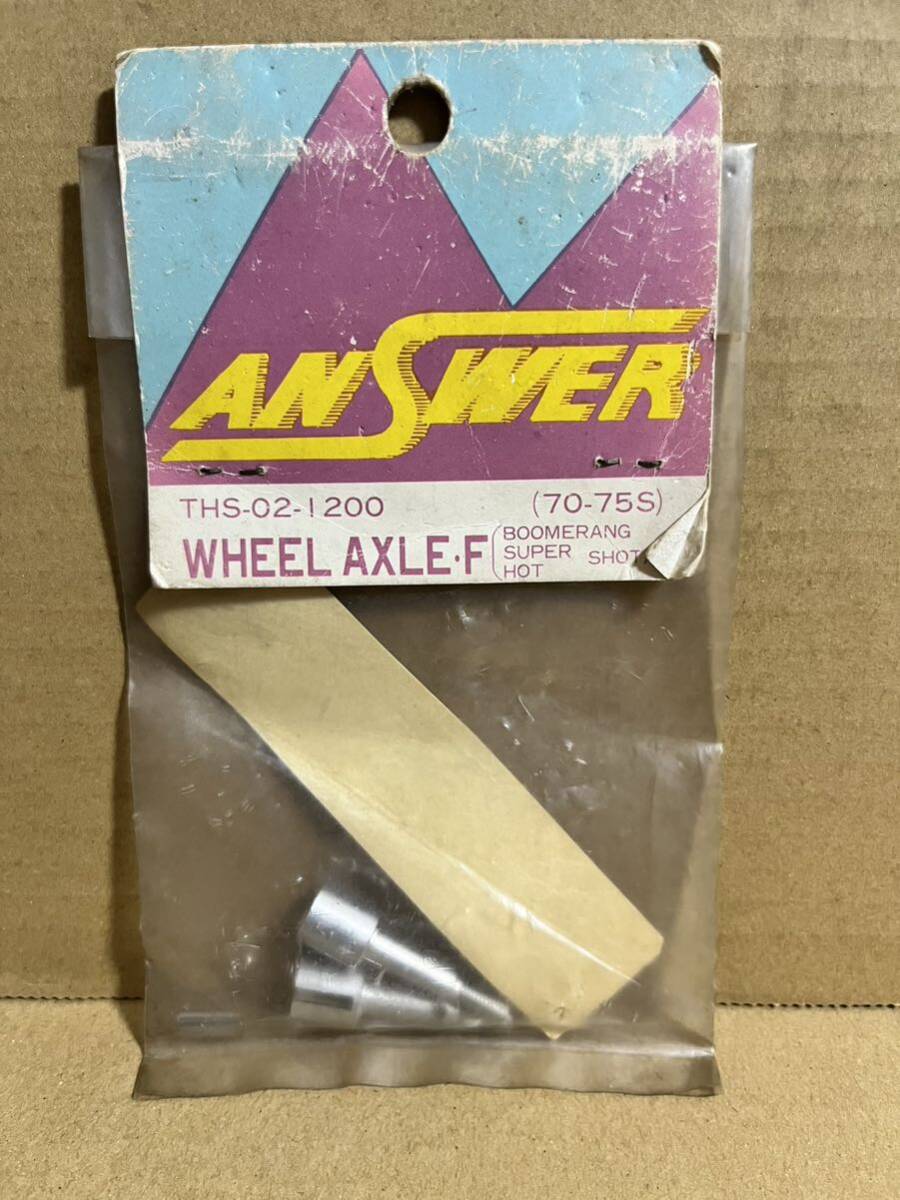 ANSWER
THS-02-1200 (70-75S)
WHEEL AXLE·F (BOOMERANG
SUPER SHOT
HOT